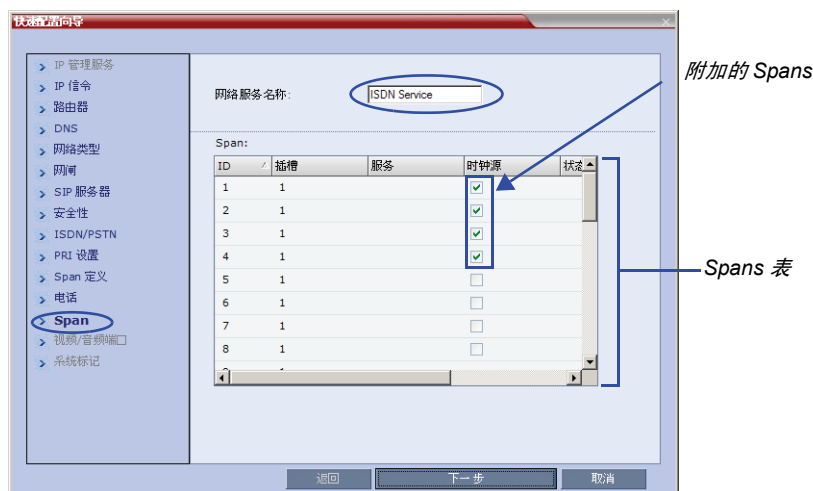 快速配置向导
IP 管理服务
IP 信令
路由器
DNS
网络类型
网闸
SIP 服务器
安全性
ISDN/PSTN
PRI 设置
Span 定义
电话
Span
视频/音频端口
系统标记
网络服务名称:
ISDN Service
Span:
ID 插槽 服务 时钟源 状态
1 1
2 1
3 1
4 1
5 1
6 1
7 1
8 1
退回 下一步 取消
附加的 Spans
Spans 表